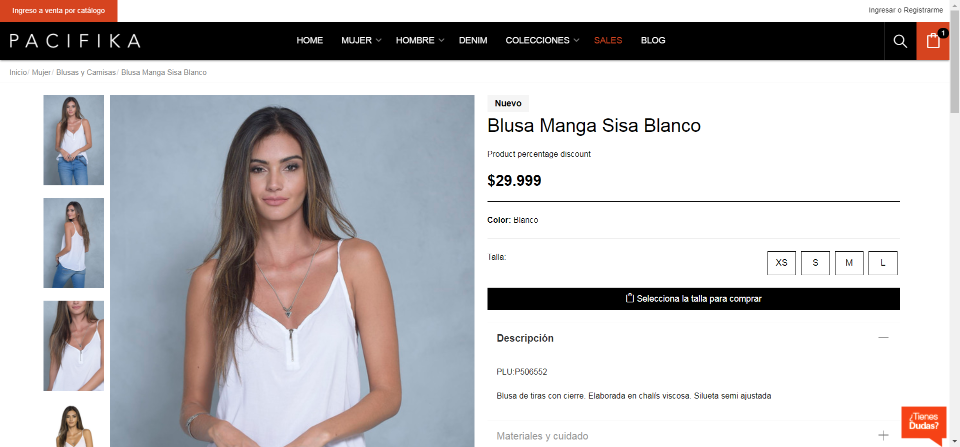 Ingreso a venta por catálogo
Ingresar o Registrarme
PACIFIKA
HOME MUJER HOMBRE DENIM COLECCIONES SALES BLOG
1
Inicio/ Mujer/ Blusas y Camisas/ Blusa Manga Sisa Blanco
Nuevo
Blusa Manga Sisa Blanco
Product percentage discount
$29.999
Color: Blanco
Talla:
XS S M L
Selecciona la talla para comprar
Descripción
PLU:P506552
Blusa de tiras con cierre. Elaborada en chalís viscosa. Silueta semi ajustada
¿Tienes
Dudas?
Materiales y cuidado